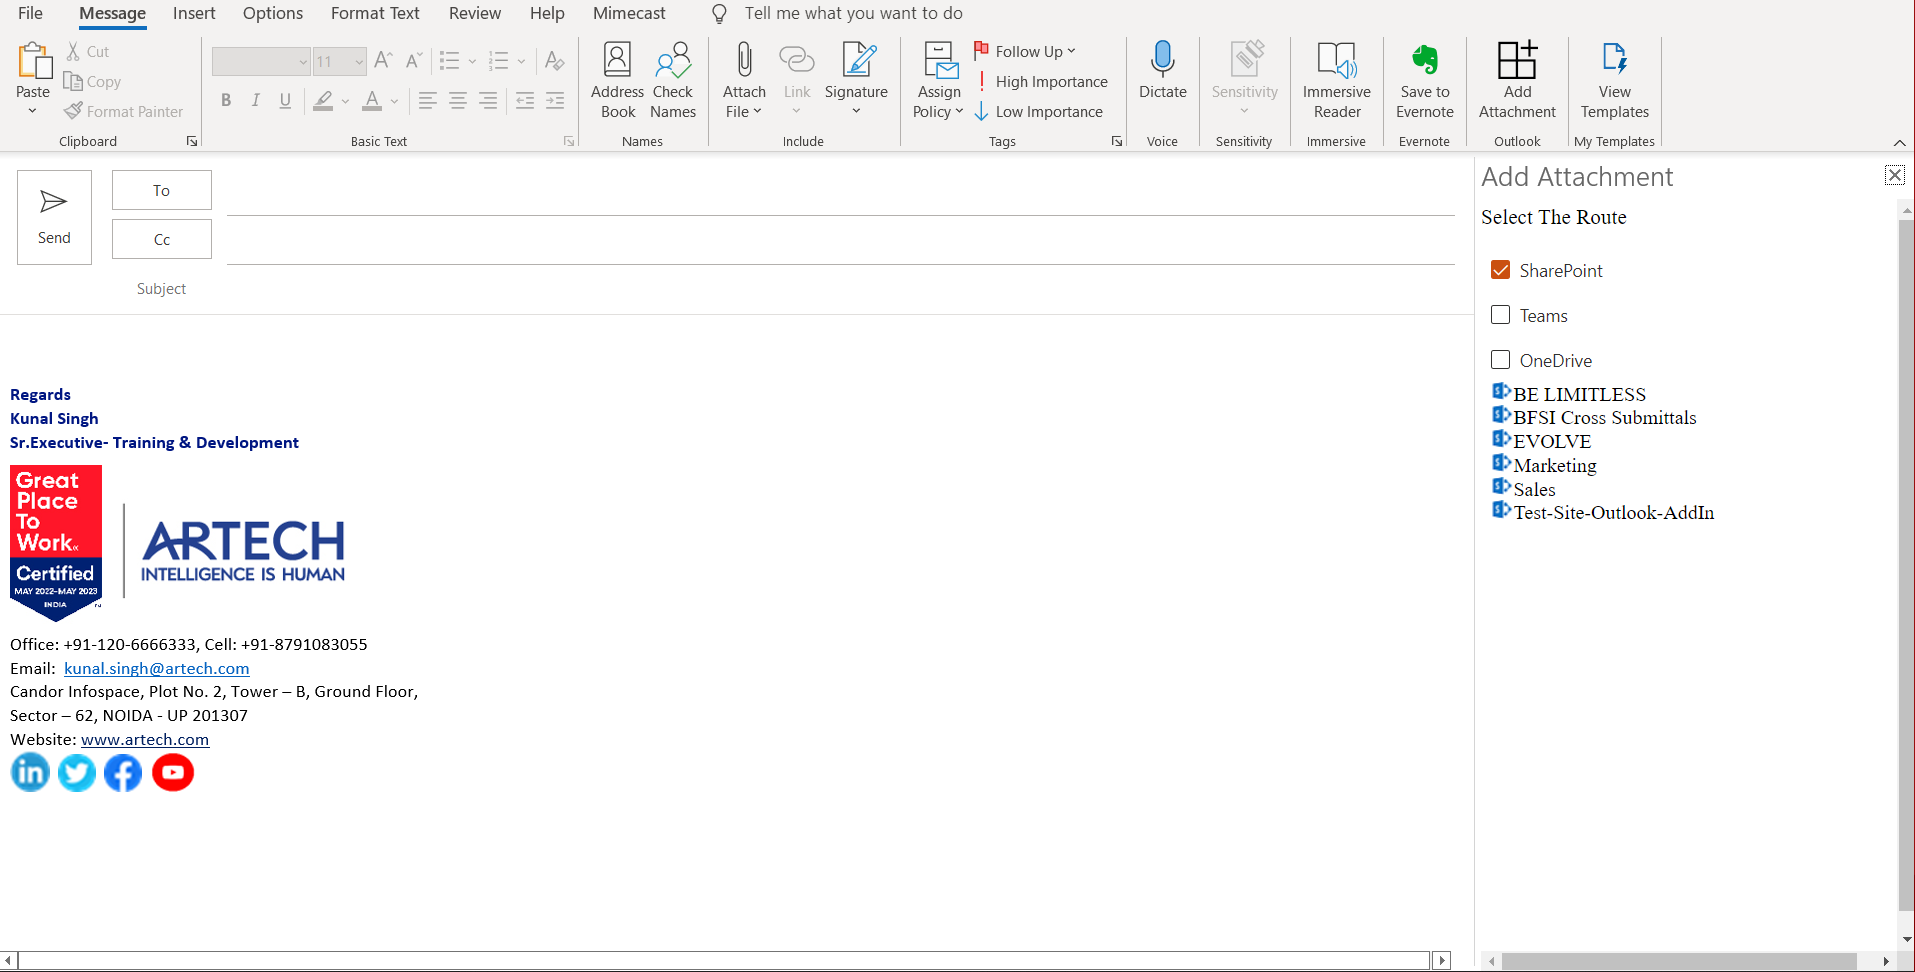 File Message Insert Options Format Text Review Help Mimecast Tell me what you want to do
Paste
Cut
Copy
Format Painter
Clipboard
11
B I U A
Basic Text
Address Book
Check Names
Names
Attach File
Link
Signature
Include
Assign Policy
Follow Up
High Importance
Low Importance
Tags
Dictate
Voice
Sensitivity
Sensitivity
Immersive Reader
Immersive
Save to Evernote
Evernote
Add Attachment
Outlook
View Templates
My Templates
Send
To
Cc
Subject
Regards
Kunal Singh
Sr.Executive- Training & Development
Great
Place
To
Work
Certified
MAY 2022-MAY 2023
INDIA
ARTECH
INTELLIGENCE IS HUMAN
Office: +91-120-6666333, Cell: +91-8791083055
Email: kunal.singh@artech.com
Candor Infospace, Plot No. 2, Tower – B, Ground Floor,
Sector – 62, NOIDA - UP 201307
Website: www.artech.com
in
Add Attachment
Select The Route
SharePoint
Teams
OneDrive
BE LIMITLESS
BFSI Cross Submittals
EVOLVE
Marketing
Sales
Test-Site-Outlook-AddIn